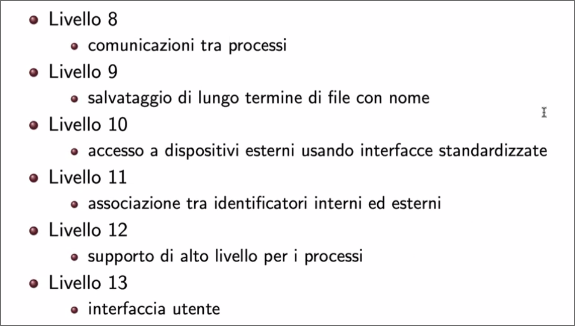 Livello 8
comunicazioni tra processi
Livello 9
salvataggio di lungo termine di file con nome
Livello 10
accesso a dispositivi esterni usando interfacce standardizzate
Livello 11
associazione tra identificatori interni ed esterni
Livello 12
supporto di alto livello per i processi
Livello 13
interfaccia utente